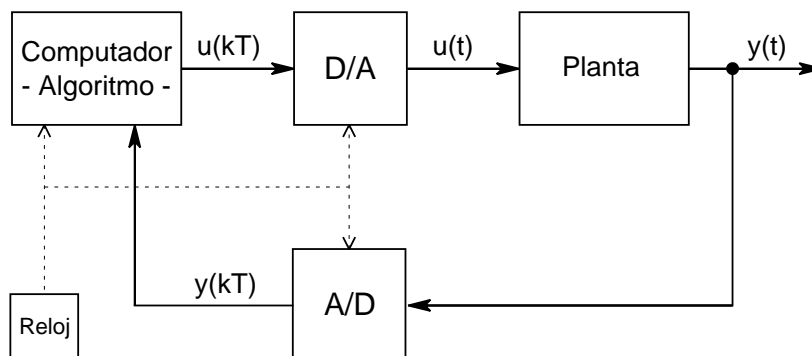 Computador
- Algoritmo -
u(kT)
D/A
u(t)
Planta
y(t)
y(kT)
A/D
Reloj